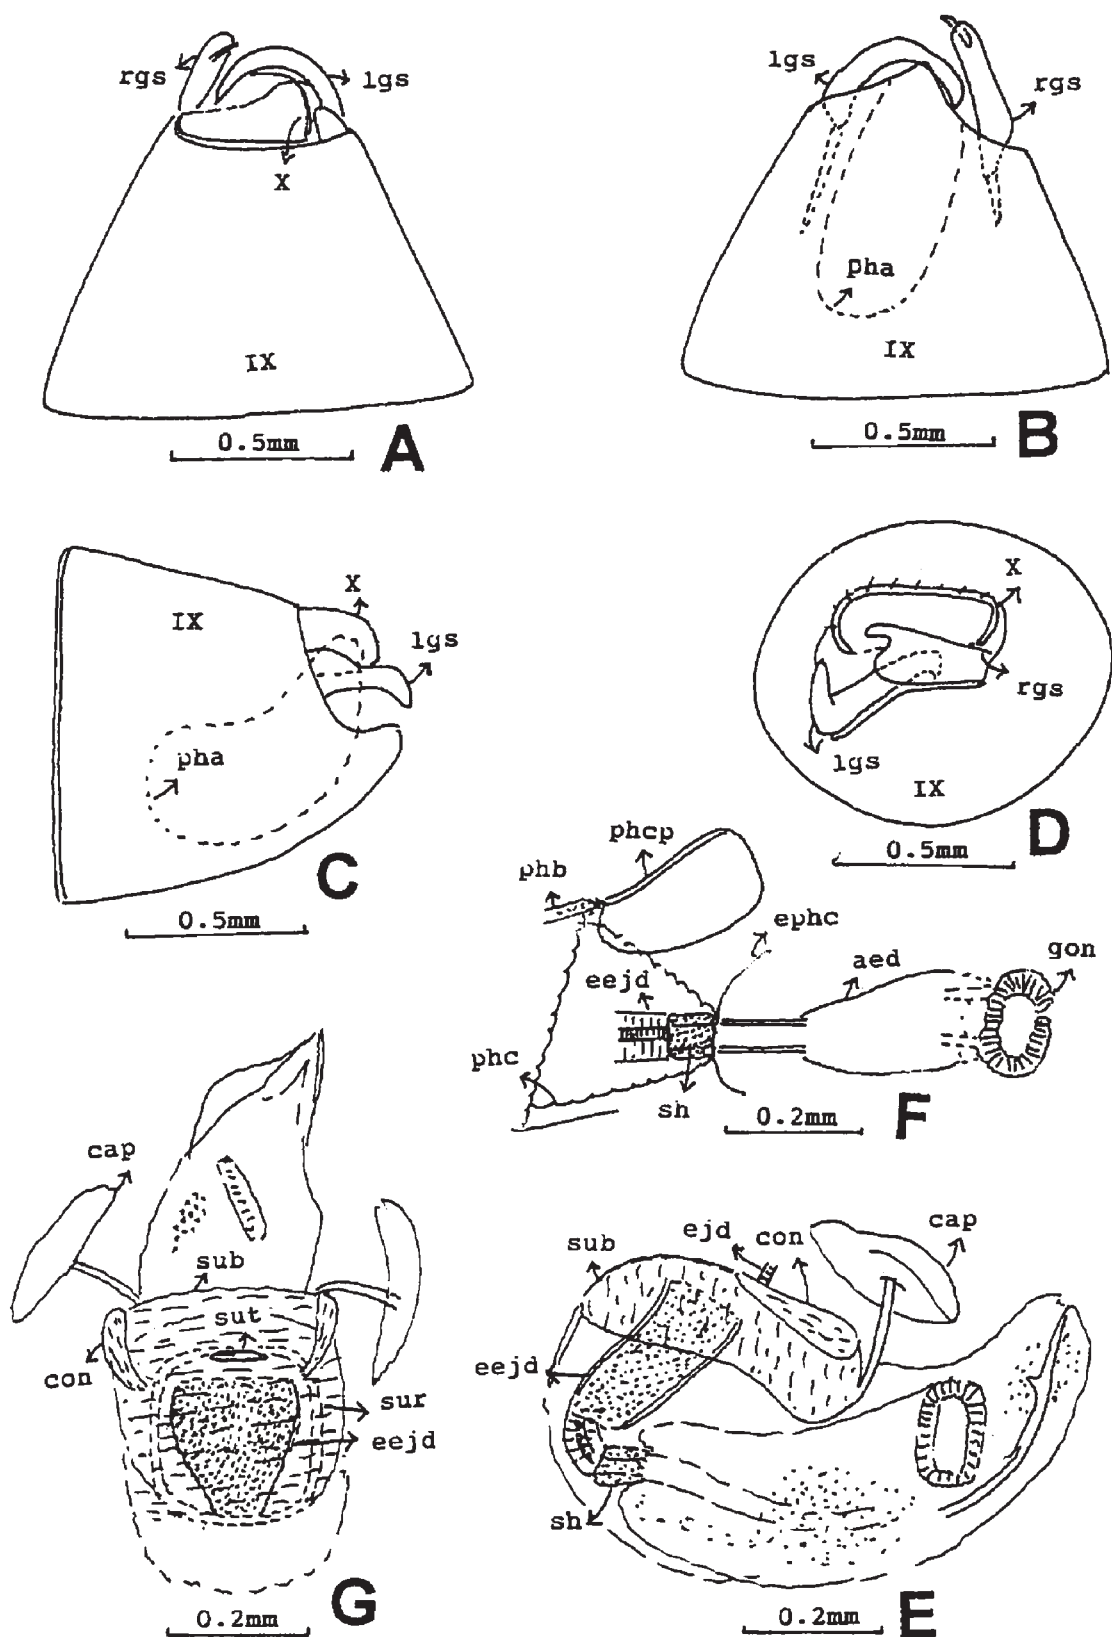 rgs
lgs
X
IX
0.5mm
A
lgs
rgs
pha
IX
0.5mm
B
IX
X
lgs
pha
C
0.5mm
X
rgs
lgs
IX
D
0.5mm
phcp
phb
ephc
aed
gon
eejd
phc
sh
0.2mm
F
cap
sub
sut
con
sur
eejd
G
0.2mm
sub
ejd
con
cap
eejd
sh
E
0.2mm